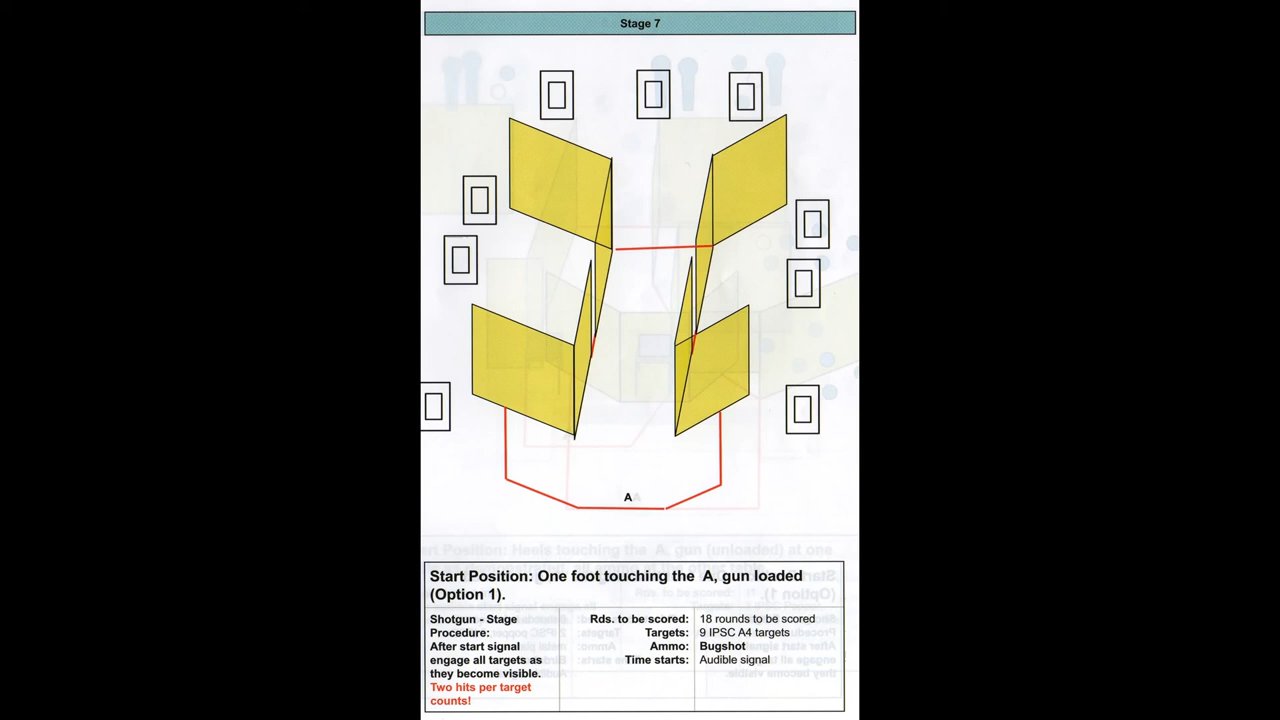 Stage 7
A
Start Position: One foot touching the A, gun loaded
(Option 1).
Shotgun - Stage
Procedure:
After start signal
engage all targets as
they become visible.
Two hits per target
counts!
Rds. to be scored: 18 rounds to be scored
Targets: 9 IPSC A4 targets
Ammo: Bugshot
Time starts: Audible signal